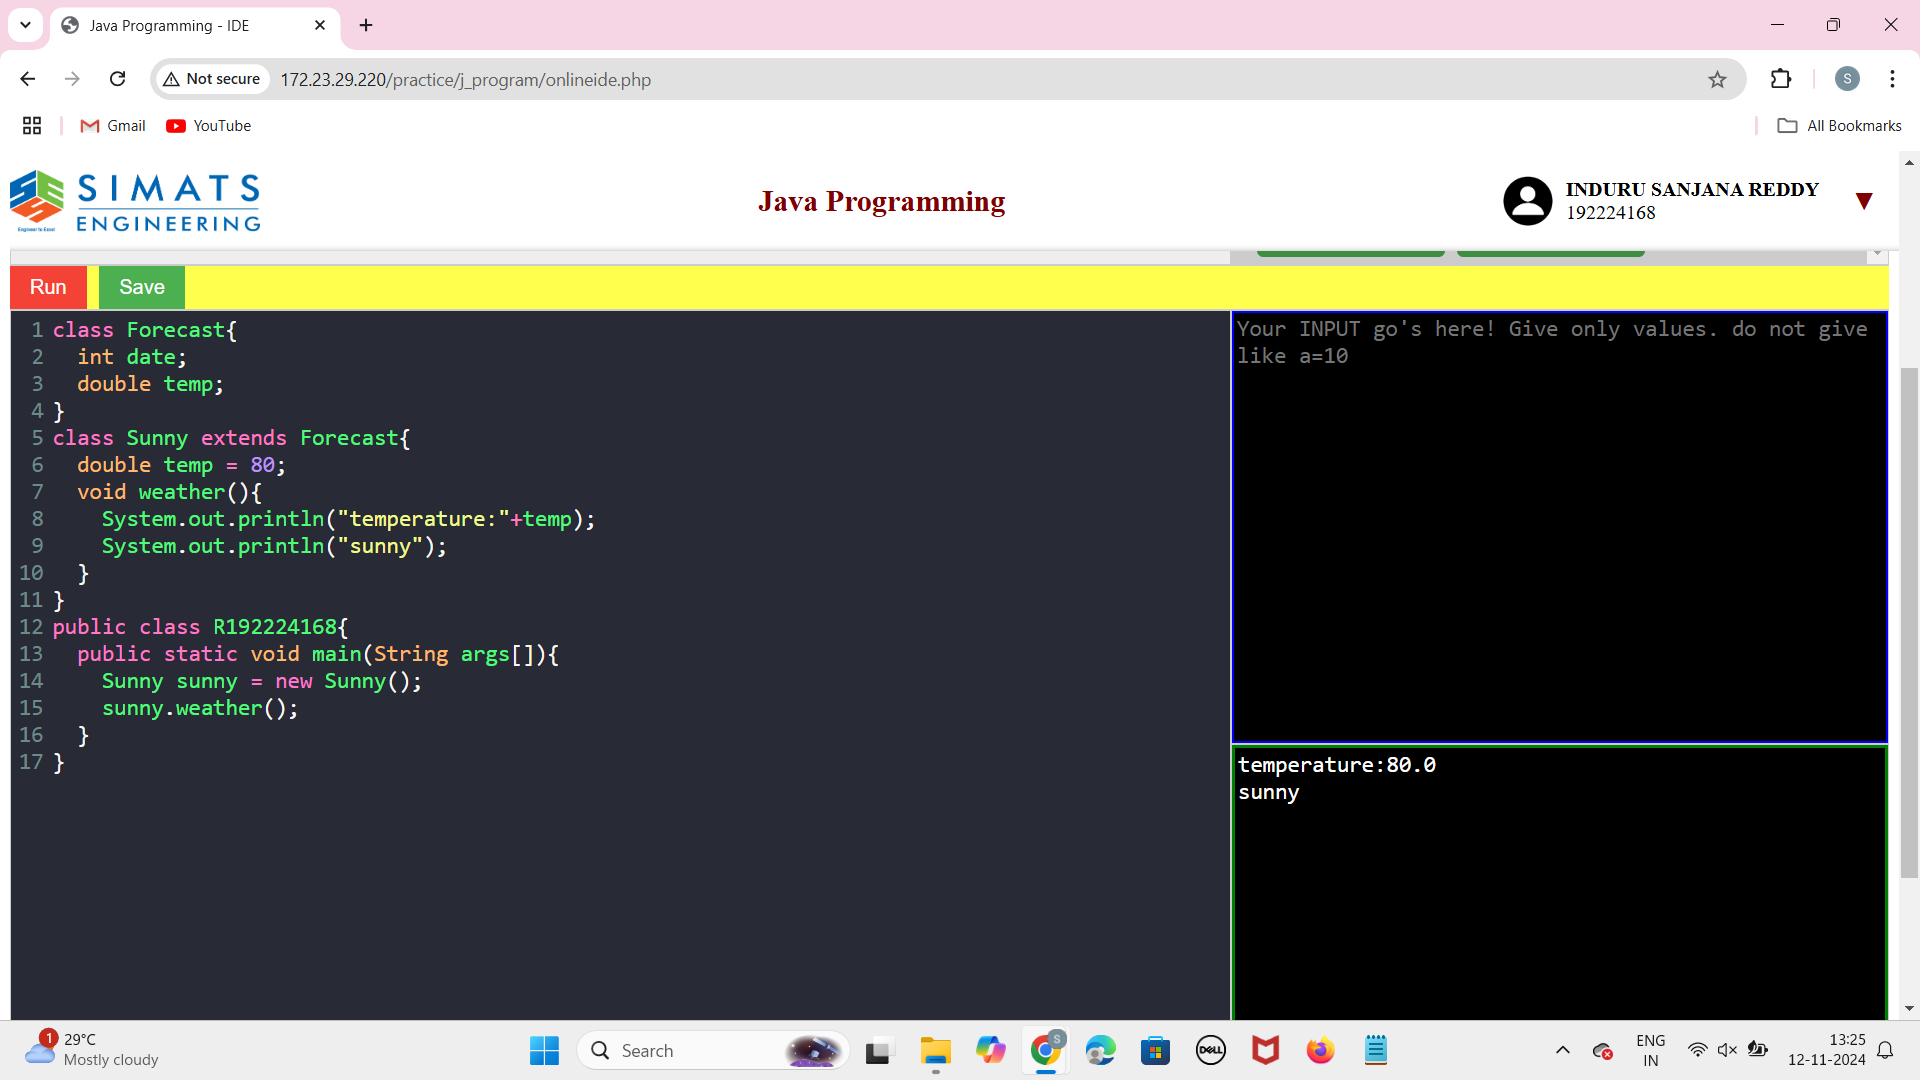 Java Programming - IDE
Not secure
172.23.29.220/practice/j_program/onlineide.php
S
Gmail
YouTube
All Bookmarks
SIMATS
ENGINEERING
Engineer to Excel
Java Programming
INDURU SANJANA REDDY
192224168
Run
Save
1 class Forecast{
2   int date;
3   double temp;
4 }
5 class Sunny extends Forecast{
6   double temp = 80;
7   void weather(){
8     System.out.println("temperature:"+temp);
9     System.out.println("sunny");
10   }
11 }
12 public class R192224168{
13   public static void main(String args[]){
14     Sunny sunny = new Sunny();
15     sunny.weather();
16   }
17 }
Your INPUT go's here! Give only values. do not give
like a=10
temperature:80.0
sunny
1
29°C
Mostly cloudy
Search
S
DELL
ENG
IN
13:25
12-11-2024